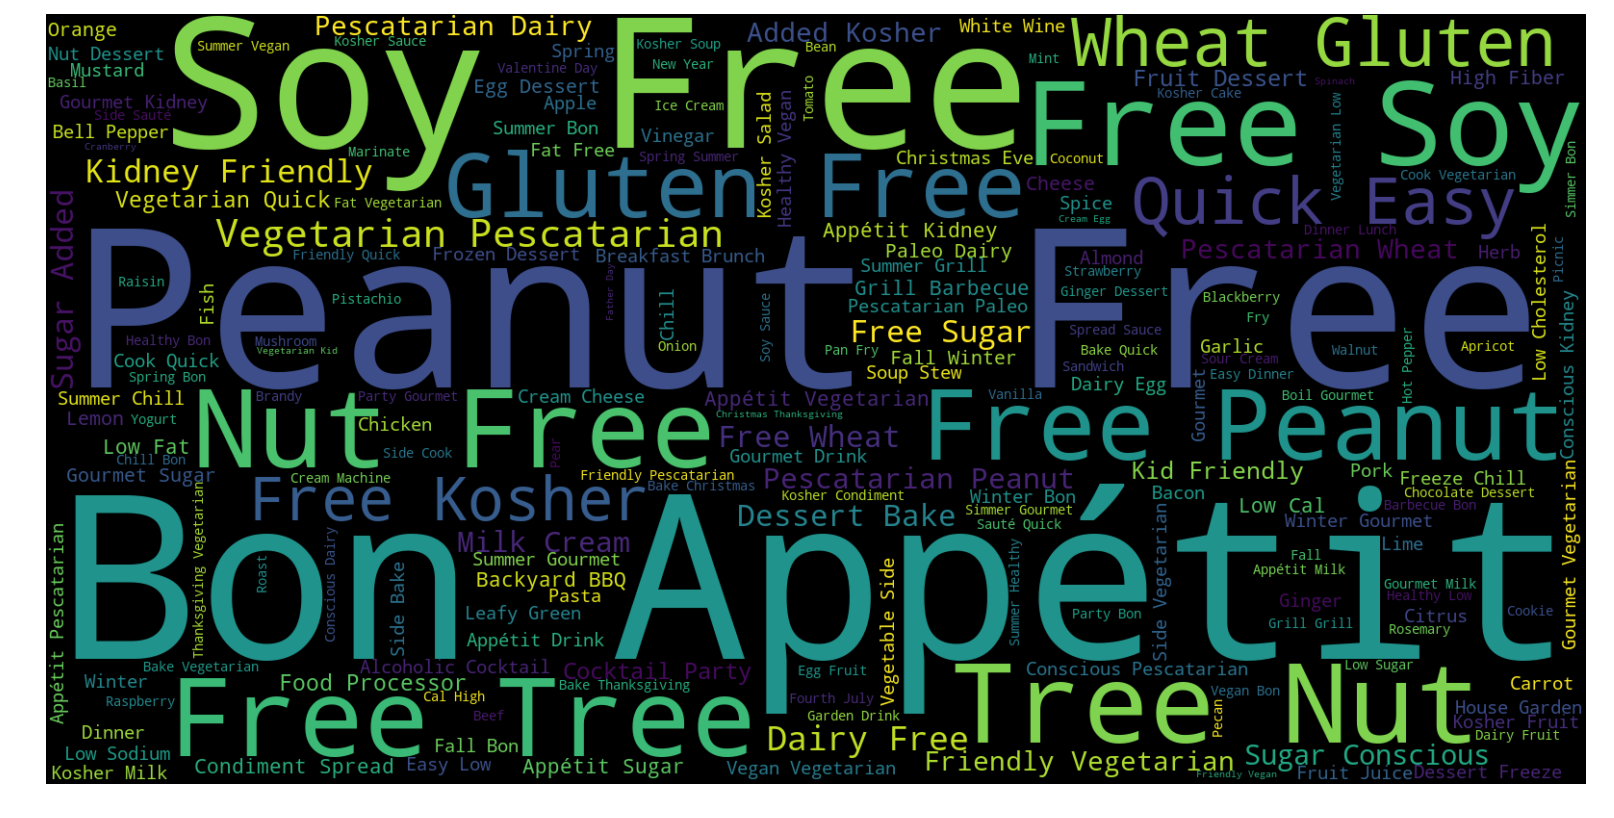 Orange
Pescatarian Dairy
Added Kosher
White Wine
Wheat Gluten
Soy Free
Summer Vegan
Kosher Sauce
Kosher Soup
Bean
Mint
Nut Dessert
Spring
New Year
Mustard
Valentine Day
Fruit Dessert
Spinach
High Fiber
Basil
Egg Dessert
Tomato
Kosher Cake
Free Soy
Gourmet Kidney
Apple
Ice Cream
Side Sauté
Kosher Salad
Healthy Vegan
Vegetarian Low
Bell Pepper
Summer Bon
Vinegar
Cranberry
Marinate
Fat Free
Spring Summer
Christmas Eve
Coconut
Simmer Bon
Kidney Friendly
Gluten Free
Cheese
Cook Vegetarian
Sugar Added
Vegetarian Quick
Fat Vegetarian
Spice
Quick Easy
Cream Egg
Vegetarian Pescatarian
Appétit Kidney
Dinner Lunch
Peanut Free
Friendly Quick
Frozen Dessert
Breakfast Brunch
Paleo Dairy
Almond
Pescatarian Wheat
Herb
Low Cholesterol
Picnic
Raisin
Father Day
Summer Grill
Strawberry
Fish
Pistachio
Chill
Grill Barbecue
Ginger Dessert
Blackberry
Pescatarian Paleo
Fry
Conscious Kidney
Healthy Bon
Mushroom
Soy Sauce
Free Sugar
Spread Sauce
Vegetarian Kid
Onion
Pan Fry
Bake Quick
Garlic
Walnut
Apricot
Cook Quick
Fall Winter
Sour Cream
Hot Pepper
Spring Bon
Soup Stew
Sandwich
Easy Dinner
Dairy Egg
Summer Chill
Brandy
Party Gourmet
Cream Cheese
Appétit Vegetarian
Vanilla
Gourmet
Boil Gourmet
Lemon
Yogurt
Nut Free
Chicken
Christmas Thanksgiving
Free Peanut
Low Fat
Pear
Free Wheat
Chill Bon
Side Cook
Gourmet Drink
Gourmet Sugar
Cream Machine
Friendly Pescatarian
Pescatarian Peanut
Kid Friendly
Pork
Freeze Chill
Free Kosher
Bake Christmas
Kosher Condiment
Winter Bon
Bacon
Chocolate Dessert
Gourmet Vegetarian
Bon Appétit
Dessert Bake
Simmer Gourmet
Low Cal
Barbecue Bon
Sauté Quick
Winter Gourmet
Appétit Pescatarian
Thanksgiving Vegetarian
Conscious Dairy
Milk Cream
Lime
Roast
Side Bake
Summer Gourmet
Summer Healthy
Side Vegetarian
Fall
Appétit Milk
Backyard BBQ
Gourmet Milk
Pasta
Healthy Low
Ginger
Leafy Green
Party Bon
Citrus
Cookie
Grill Grill
Rosemary
Appétit Drink
Vegetable Side
Bake Vegetarian
Alcoholic Cocktail
Cocktail Party
Egg Fruit
Conscious Pescatarian
Low Sugar
Winter
Food Processor
Bake Thanksgiving
Carrot
Raspberry
Free Tree
Cal High
Fourth July
Tree Nut
Vegan Bon
Pecan
House Garden
Beef
Garden Drink
Kosher Fruit
Dinner
Dairy Free
Dairy Fruit
Low Sodium
Fall Bon
Friendly Vegetarian
Sugar Conscious
Kosher Milk
Condiment Spread
Easy Low
Appétit Sugar
Vegan Vegetarian
Friendly Vegan
Fruit Juice
Dessert Freeze